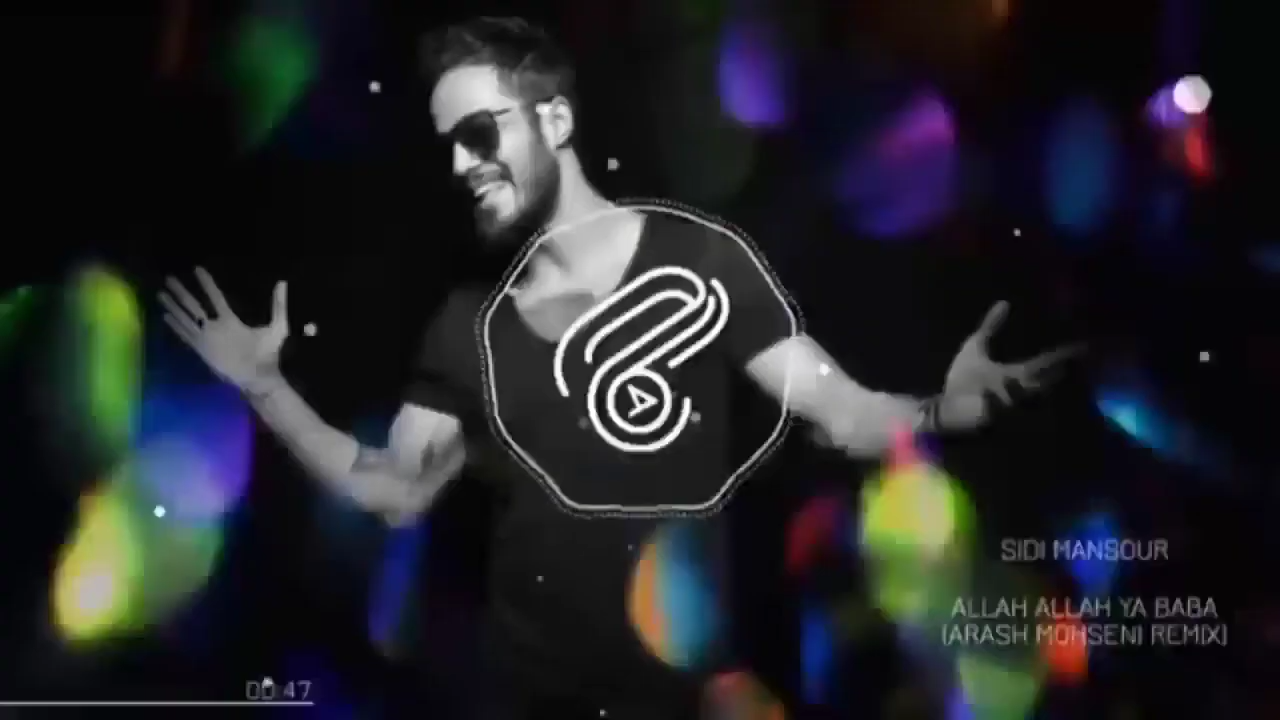 SIDI MANSOUR
ALLAH ALLAH YA BABA
(ARASH MOHSENI REMIX)
00:47